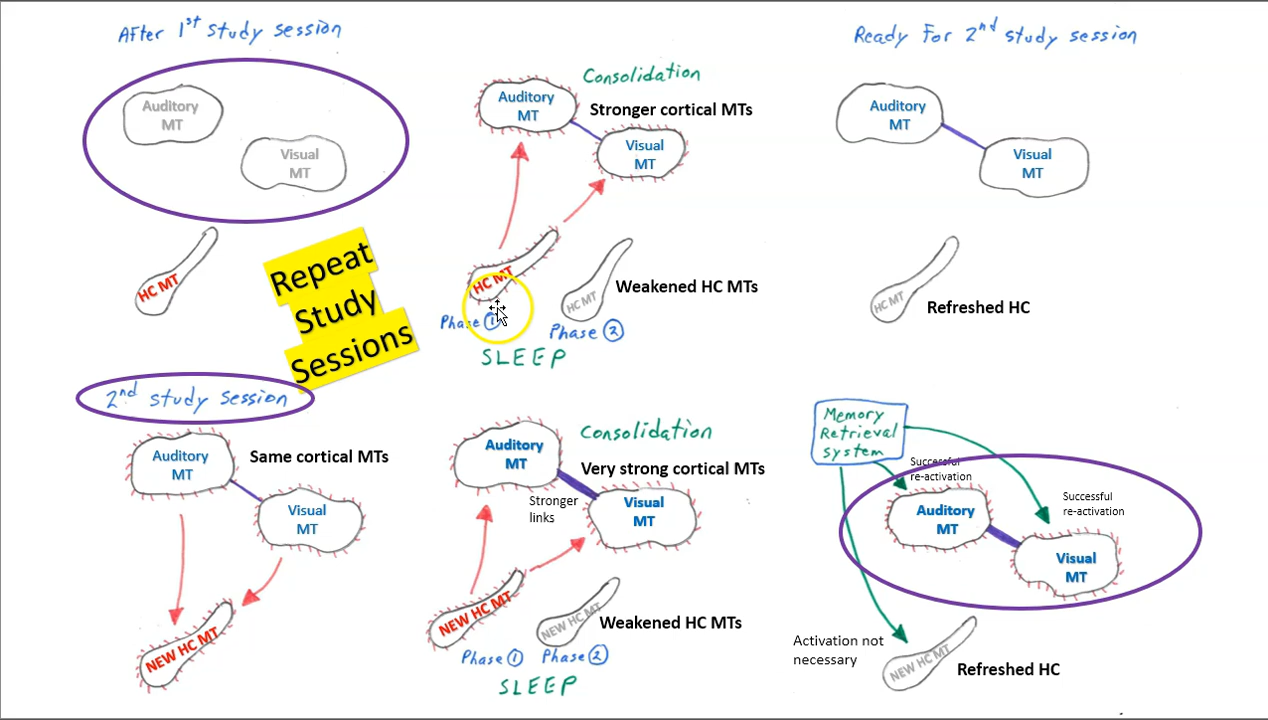 After 1st study session
Auditory
MT
Visual
MT
HC MT
Repeat
Study
Sessions
Consolidation
Auditory
MT
Stronger cortical MTs
Visual
MT
HC MT
HC MT
Weakened HC MTs
Phase 1
Phase 2
SLEEP
Ready for 2nd study session
Auditory
MT
Visual
MT
HC MT
Refreshed HC
2nd study session
Auditory
MT
Same cortical MTs
Visual
MT
NEW HC MT
Consolidation
Auditory
MT
Very strong cortical MTs
Stronger
links
Visual
MT
NEW HC MT
NEW HC MT
Weakened HC MTs
Phase 1
Phase 2
SLEEP
Memory
Retrieval
system
Successful
re-activation
Successful
re-activation
Auditory
MT
Visual
MT
Activation not
necessary
NEW HC MT
Refreshed HC